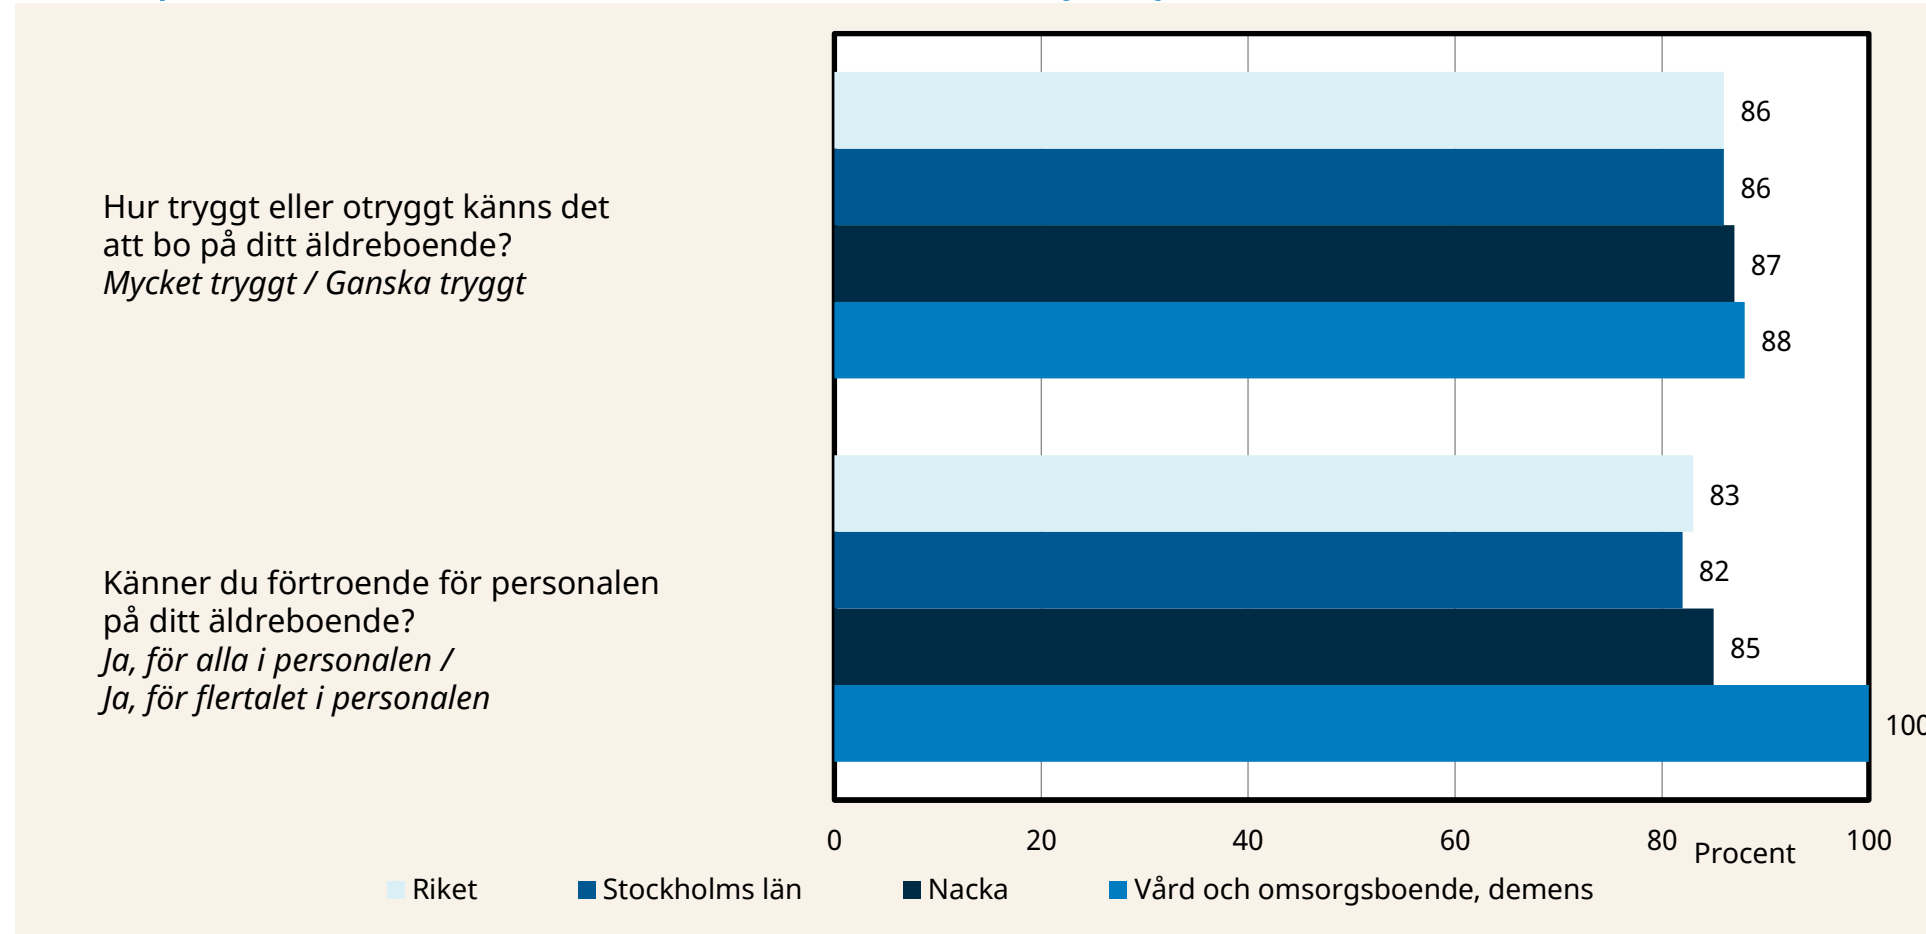 86
86
Hur tryggt eller otryggt känns det
att bo på ditt äldreboende?
Mycket tryggt / Ganska tryggt
87
88
83
82
Känner du förtroende för personalen
på ditt äldreboende?
Ja, för alla i personalen /
Ja, för flertalet i personalen
85
100
0 20 40 60 80 100
Procent
Riket Stockholms län Nacka Vård och omsorgsboende, demens